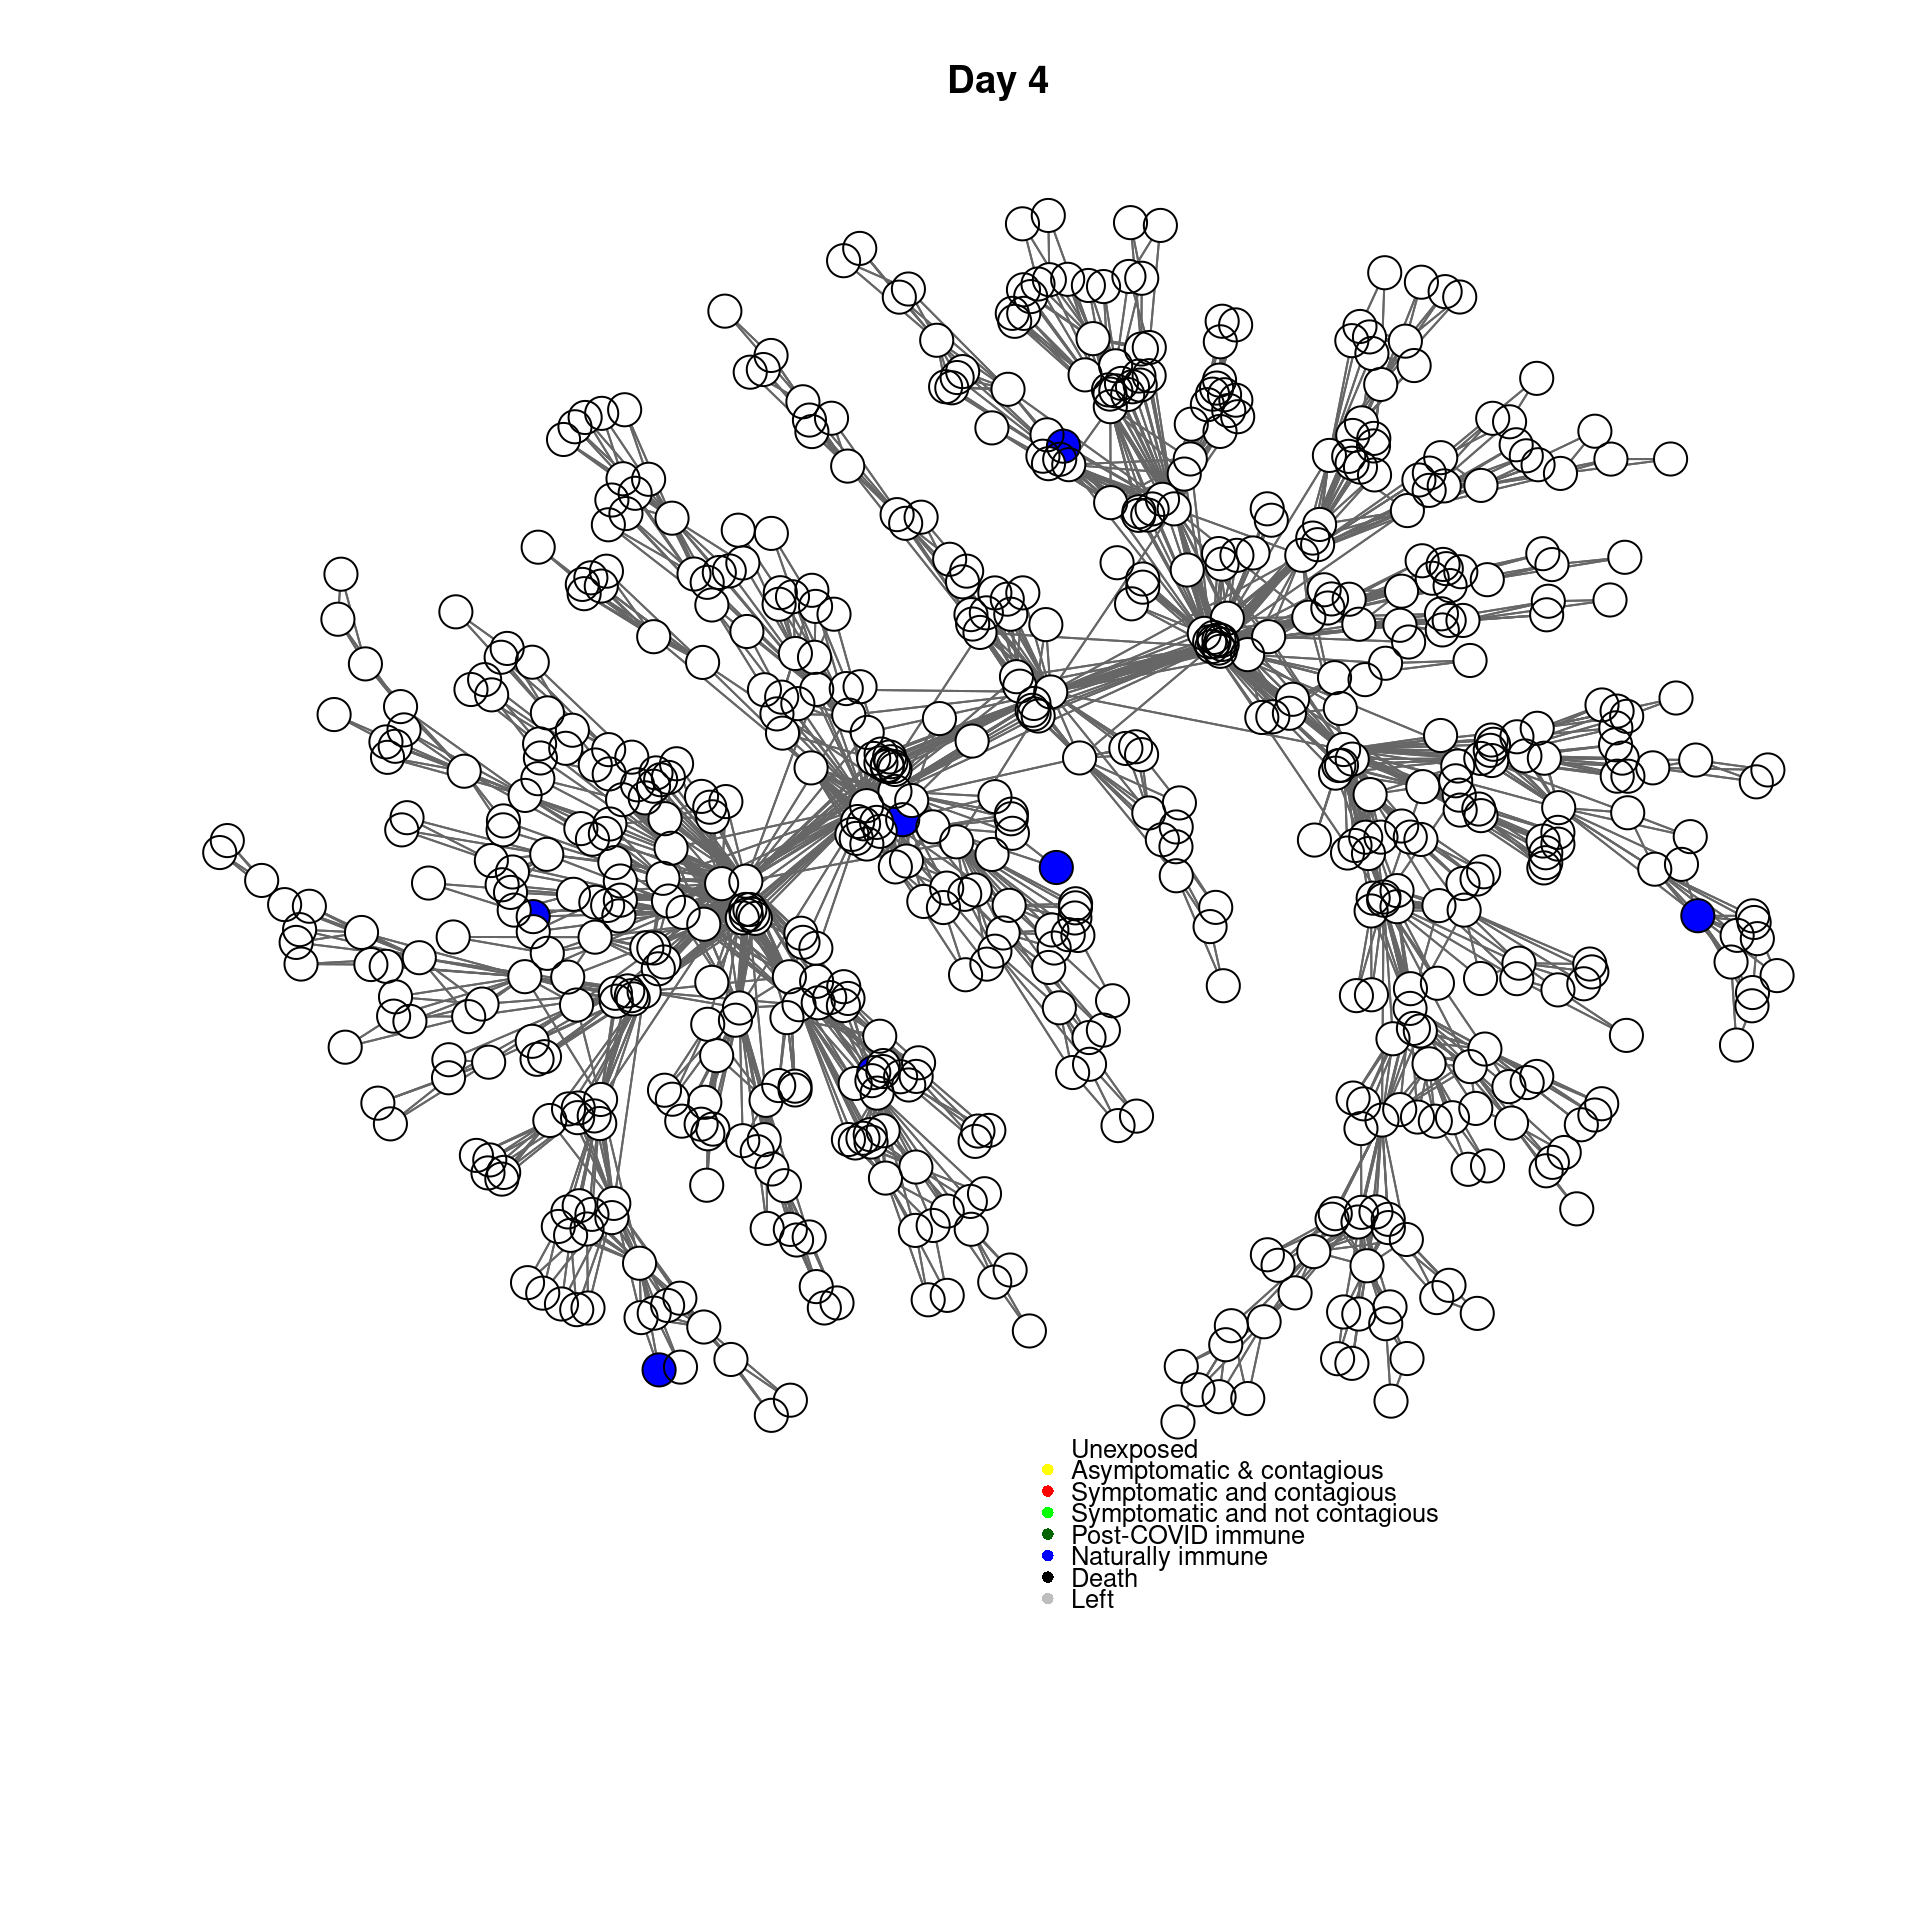 Day 4
Unexposed
Asymptomatic & contagious
Symptomatic and contagious
Symptomatic and not contagious
Post-COVID immune
Naturally immune
Death
Left